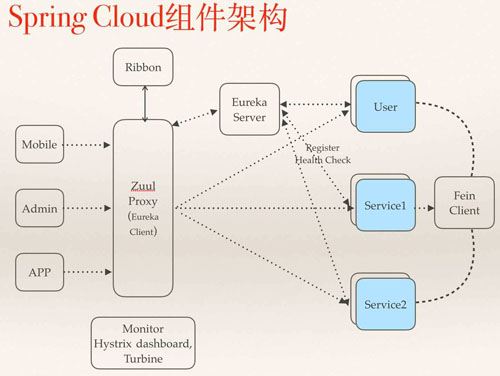 Spring Cloud组件架构
Ribbon
Eureka
Server
User
Mobile
Register
Health Check
Zuul
Proxy
(Eureka
Client)
Admin
Service1
Fein
Client
APP
Service2
Monitor
Hystrix dashboard,
Turbine